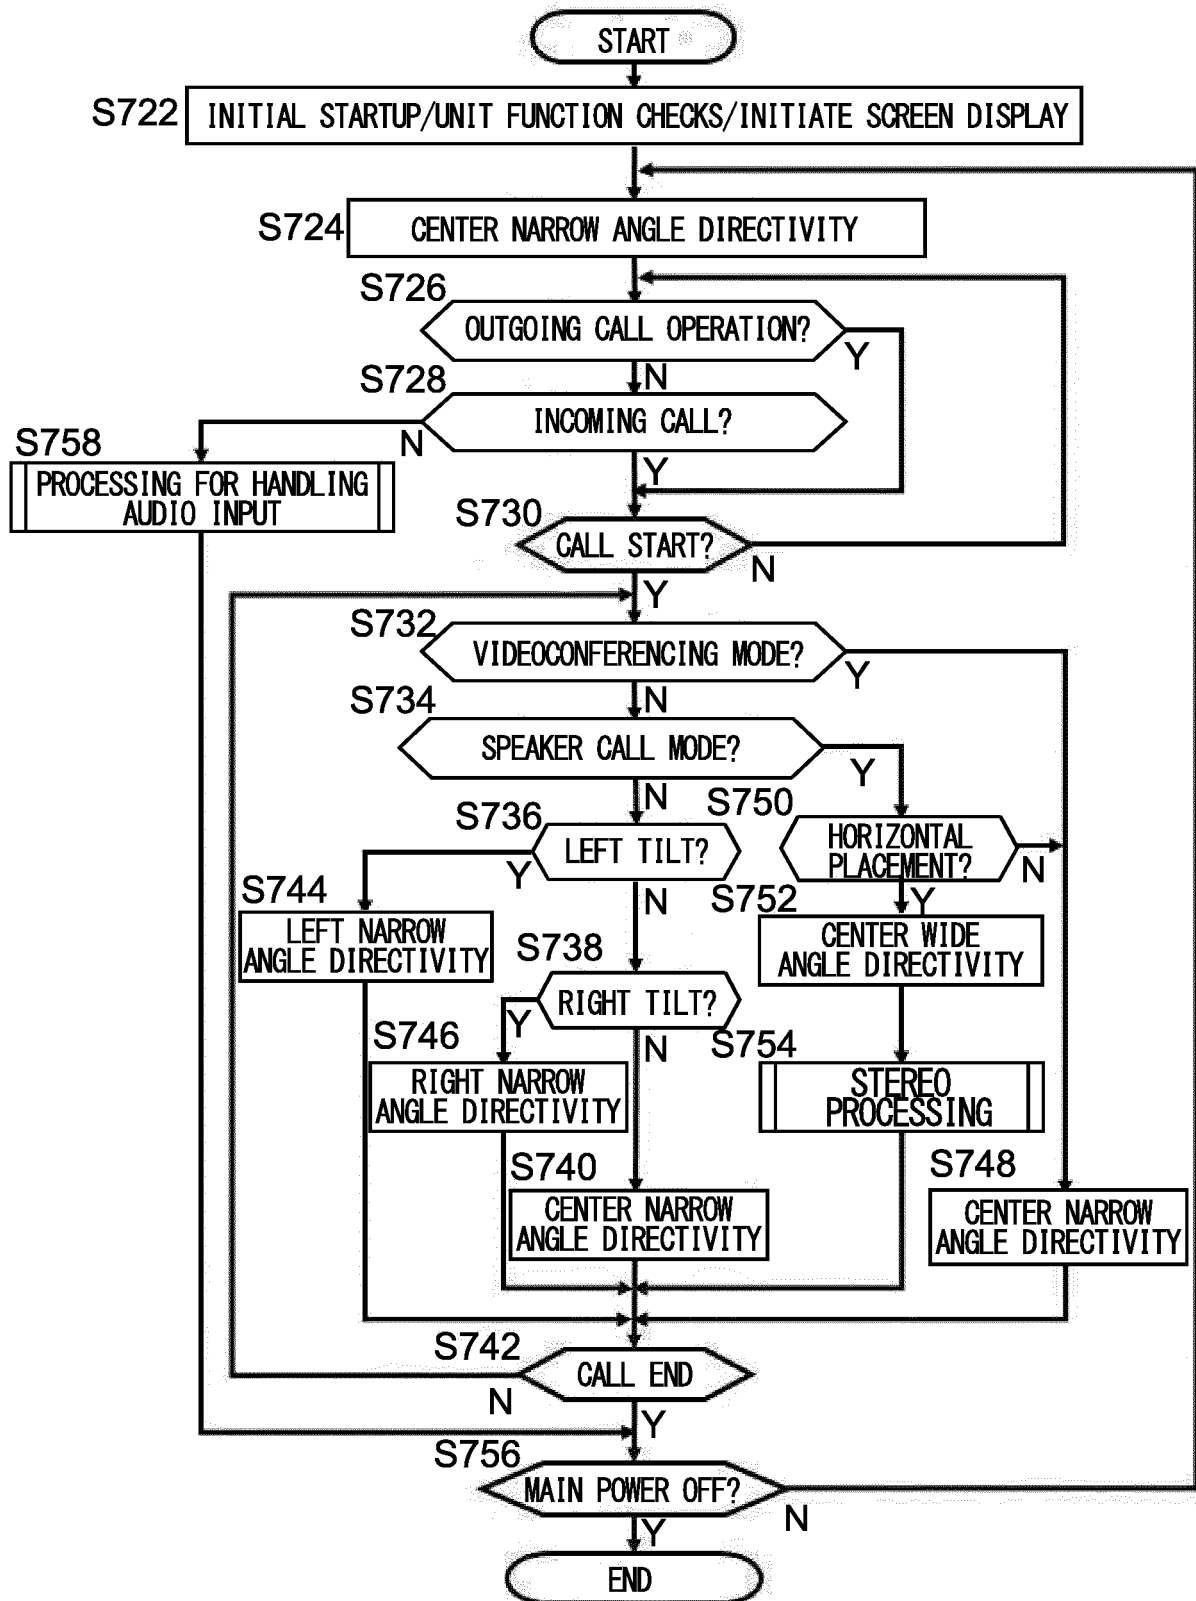 START
S722
INITIAL STARTUP/UNIT FUNCTION CHECKS/INITIATE SCREEN DISPLAY
S724
CENTER NARROW ANGLE DIRECTIVITY
S726
OUTGOING CALL OPERATION?
Y
N
S728
INCOMING CALL?
N
Y
S758
PROCESSING FOR HANDLING
AUDIO INPUT
S730
CALL START?
N
Y
S732
VIDEOCONFERENCING MODE?
Y
N
S734
SPEAKER CALL MODE?
Y
N
S736
LEFT TILT?
Y
N
S750
HORIZONTAL
PLACEMENT?
N
Y
S744
LEFT NARROW
ANGLE DIRECTIVITY
S752
CENTER WIDE
ANGLE DIRECTIVITY
S738
RIGHT TILT?
Y
N
S746
RIGHT NARROW
ANGLE DIRECTIVITY
S754
STEREO
PROCESSING
S740
CENTER NARROW
ANGLE DIRECTIVITY
S748
CENTER NARROW
ANGLE DIRECTIVITY
S742
CALL END
N
Y
S756
MAIN POWER OFF?
N
Y
END